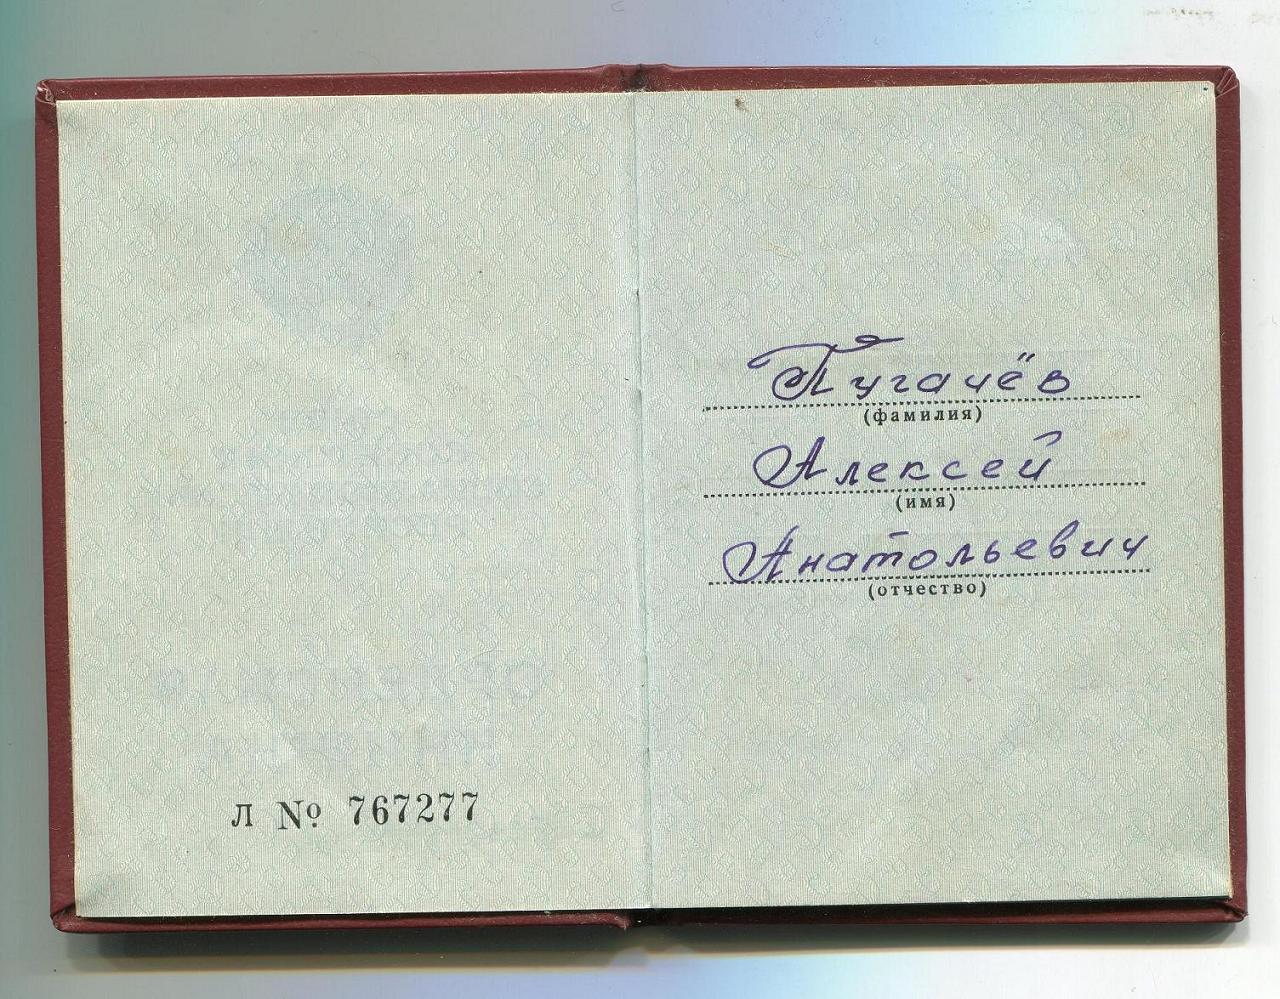 Л № 767277
Пугачёв
(фамилия)
Алексей
(имя)
Анатольевич
(отчество)